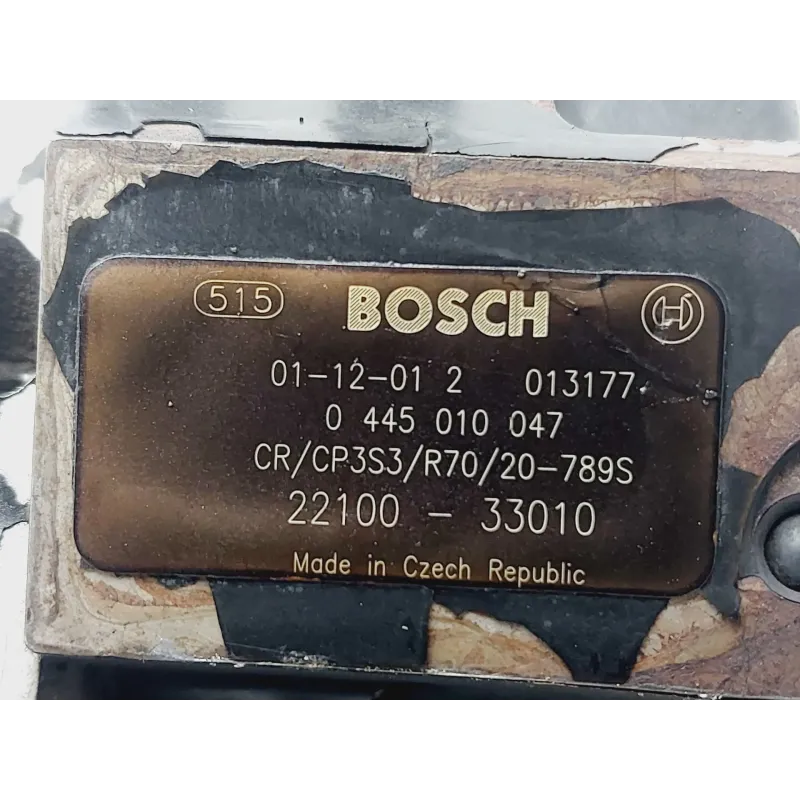 515 BOSCH
01-12-01 2 013177
0 445 010 047
CR/CP3S3/R70/20-789S
22100 - 33010
Made in Czech Republic